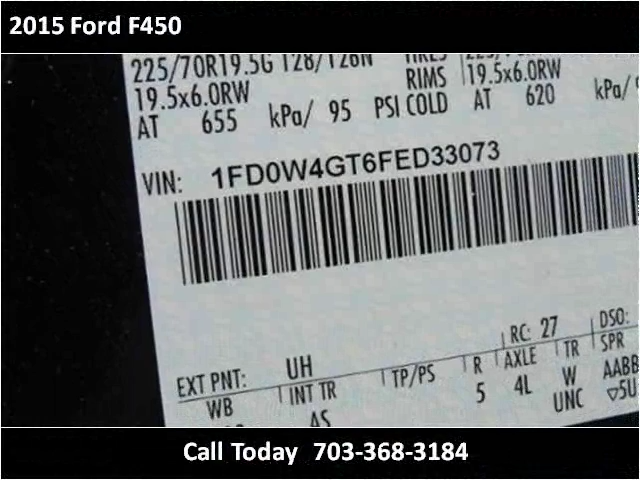 2015 Ford F450
225/70R19.5G 128/126N
RIMS
19.5x6.0RW
19.5x6.0RW
AT 655 kPa/ 95 PSI COLD AT 620 kPa/
VIN: 1FD0W4GT6FED33073
EXT PNT: UH RC: 27 DSO:
WB INT TR TP/PS R AXLE TR SPR
AS 5 4L W AABB
UNC 5U
Call Today 703-368-3184